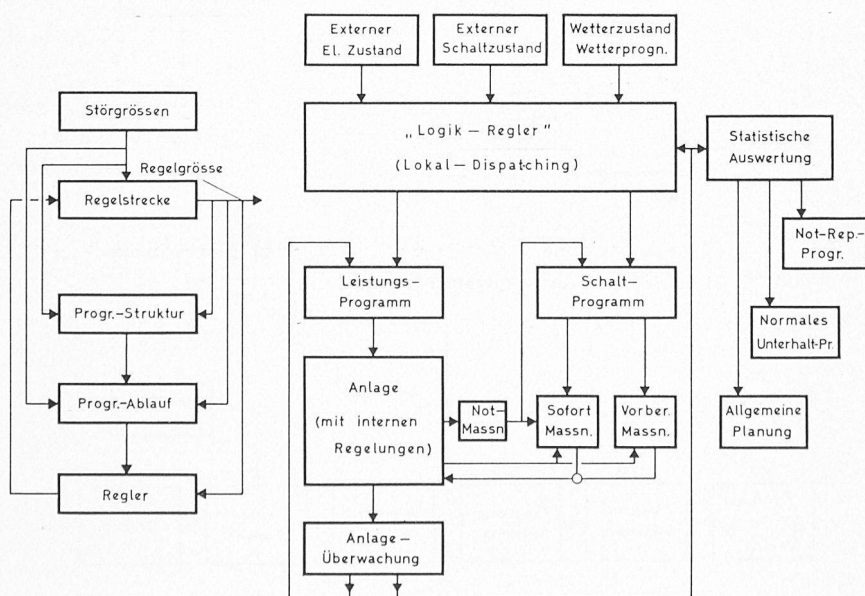 Störgrössen
Regelgrösse
Regelstrecke
Progr.-Struktur
Progr.-Ablauf
Regler
Externer
El. Zustand
Externer
Schaltzustand
Wetterzustand
Wetterprogn.
„Logik – Regler"
(Lokal – Dispatching)
Statistische
Auswertung
Leistungs-
Programm
Schalt-
Programm
Not-Rep.-
Progr.
Normales
Unterhalt-Pr.
Allgemeine
Planung
Anlage
(mit internen
Regelungen)
Not-
Massn
Sofort
Massn.
Vorber.
Massn.
Anlage –
Überwachung